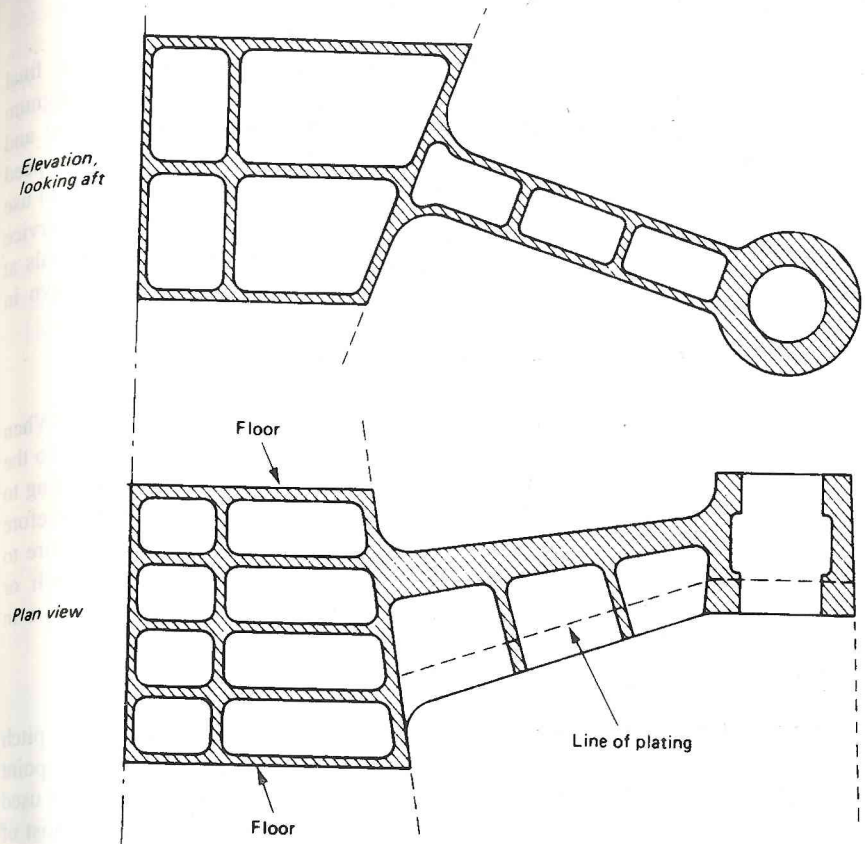 Elevation,
looking aft
Floor
Plan view
Line of plating
Floor